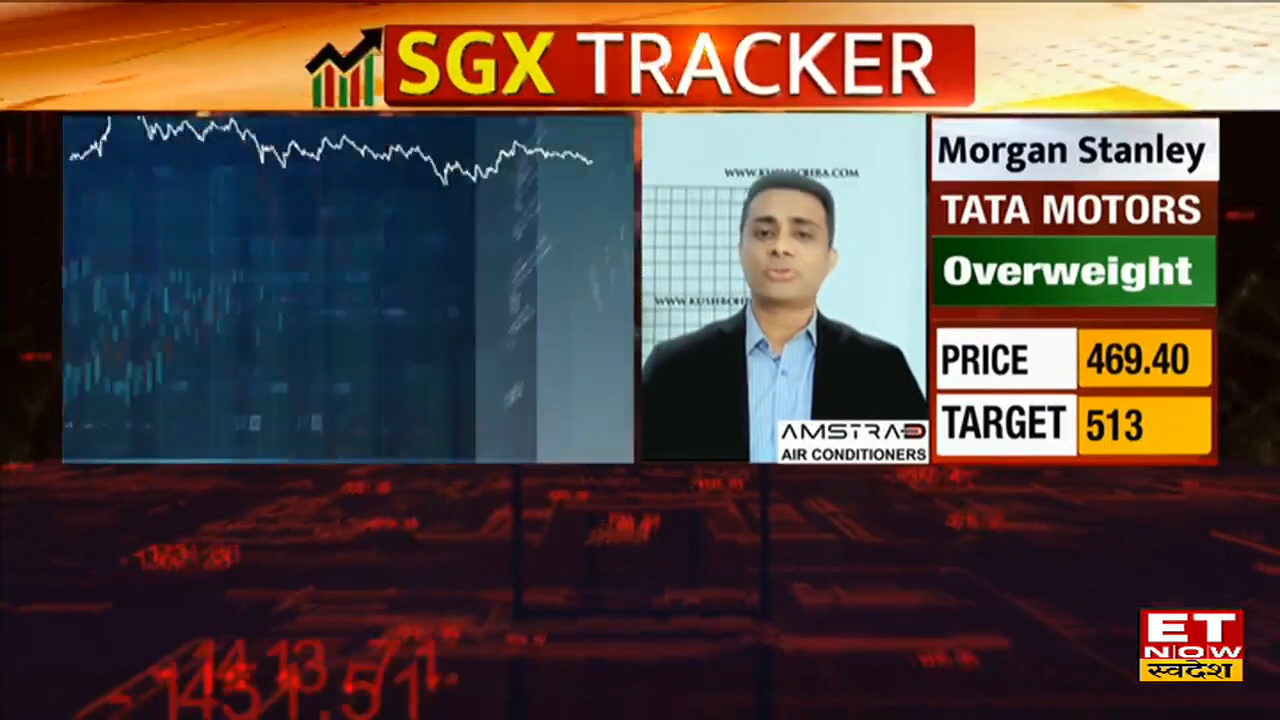 SGX TRACKER
Morgan Stanley
TATA MOTORS
Overweight
PRICE 469.40
TARGET 513
AMSTRAD
AIR CONDITIONERS
ET
NOW
स्वदेश